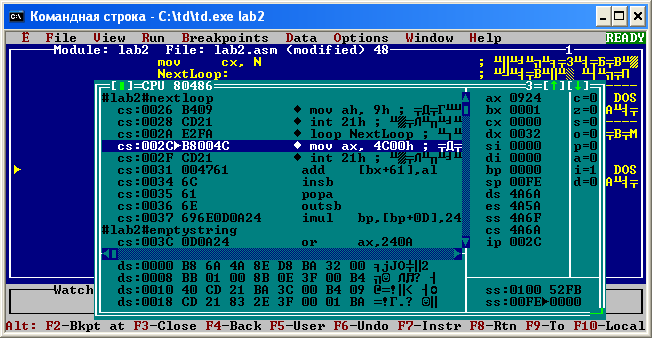 Командная строка - C:\td\td.exe lab2
File View Run Breakpoints Data Options Window Help READY
Module: lab2 File: lab2.asm (modified) 48 1
mov cx, N ;
NextLoop: ;
CPU 80486 3
#lab2#nextloop
cs:0026 B409 mov ah, 9h ;
cs:0028 CD21 int 21h ;
cs:002A E2FA loop NextLoop ;
cs:002C B8004C mov ax, 4C00h ;
cs:002F CD21 int 21h ;
cs:0031 004761 add [bx+61],al
cs:0034 6C insb
cs:0035 61 popa
cs:0036 6E outsb
cs:0037 696E0D0A24 imul bp,[bp+0D],24
#lab2#emptystring
cs:003C 0D0A24 or ax,240A
ax 0924 c=0
bx 0001 z=0
cx 0000 s=0
dx 0032 o=0
si 0000 p=0
di 0000 a=0
bp 0000 i=1
sp 00FE d=0
ds 4A6A
es 4A5A
ss 4A6F
cs 4A6A
ip 002C
DOS
DOS
ds:0000 B8 6A 4A 8E D8 BA 32 00
ds:0008 BB 01 00 8B 0E 3F 00 B4
ds:0010 40 CD 21 BA 3C 00 B4 09
ds:0018 CD 21 83 2E 3F 00 01 BA
ss:0100 52FB
ss:00FE 0000
Watch
Alt: F2-Bkpt at F3-Close F4-Back F5-User F6-Undo F7-Instr F8-Rtn F9-To F10-Local